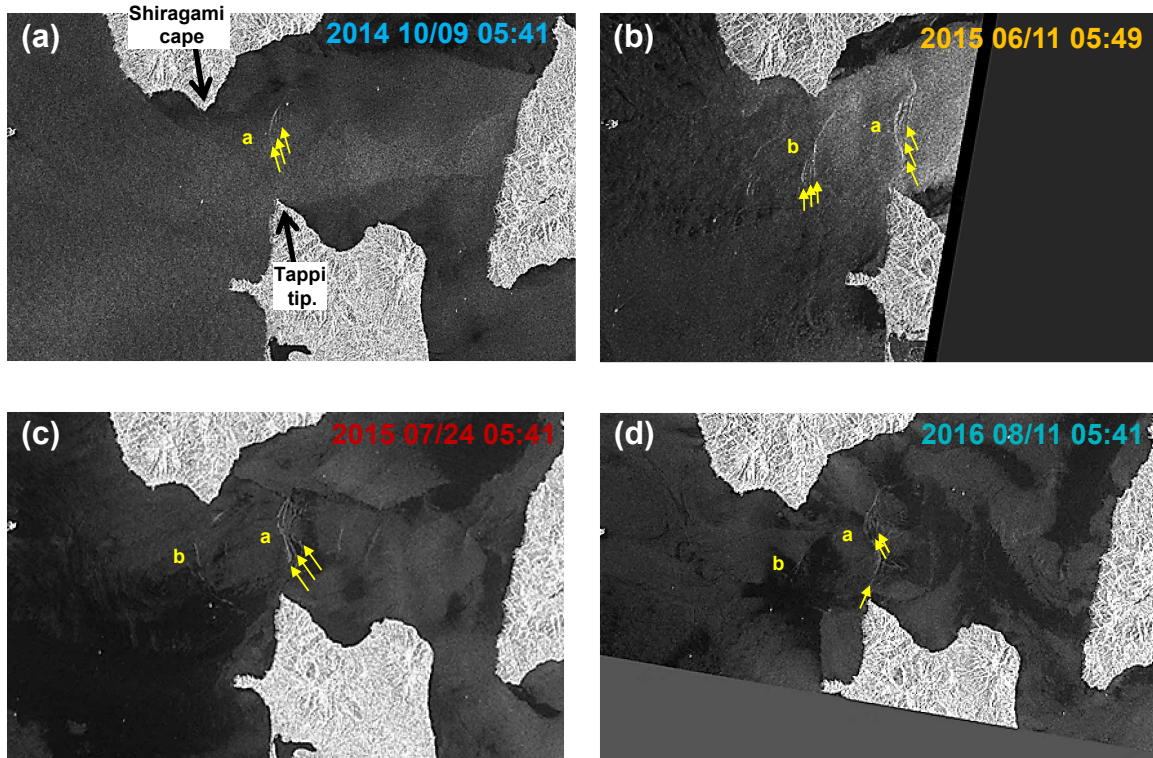 (a)
Shiragami
cape
2014 10/09 05:41
a
Tappi
tip.
(b)
2015 06/11 05:49
a
b
(c)
2015 07/24 05:41
a
b
(d)
2016 08/11 05:41
a
b